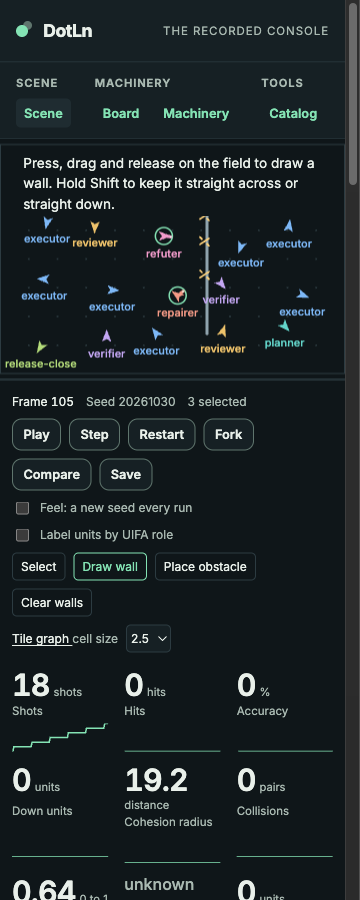 DotLn
THE RECORDED CONSOLE
SCENE MACHINERY TOOLS
Scene Board Machinery Catalog
Press, drag and release on the field to draw a
wall. Hold Shift to keep it straight across or
straight down.
executor reviewer refuter executor executor
executor executor repairer verifier executor
release-close verifier executor reviewer planner
Frame 105 Seed 20261030 3 selected
Play Step Restart Fork
Compare Save
Feel: a new seed every run
Label units by UIFA role
Select Draw wall Place obstacle
Clear walls
Tile graph cell size 2.5
18 shots 0 hits 0 %
Shots Hits Accuracy
0 units 19.2 distance 0 pairs
Down units Cohesion radius Collisions
0.64 0 to 1 unknown 0 units